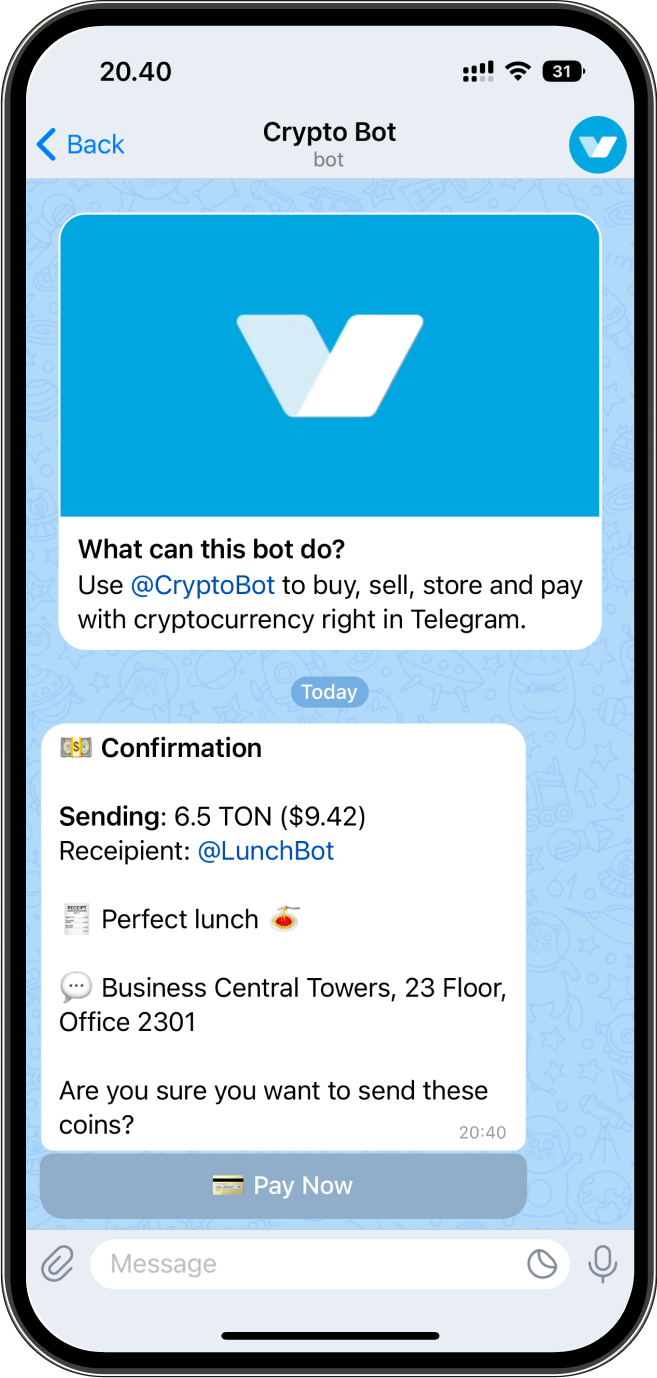 20.40
31
Back
Crypto Bot
bot
What can this bot do?
Use @CryptoBot to buy, sell, store and pay
with cryptocurrency right in Telegram.
Today
💵 Confirmation
Sending: 6.5 TON ($9.42)
Receipient: @LunchBot
🧾 Perfect lunch 🍝
💬 Business Central Towers, 23 Floor,
Office 2301
Are you sure you want to send these
coins?
20:40
💳 Pay Now
Message